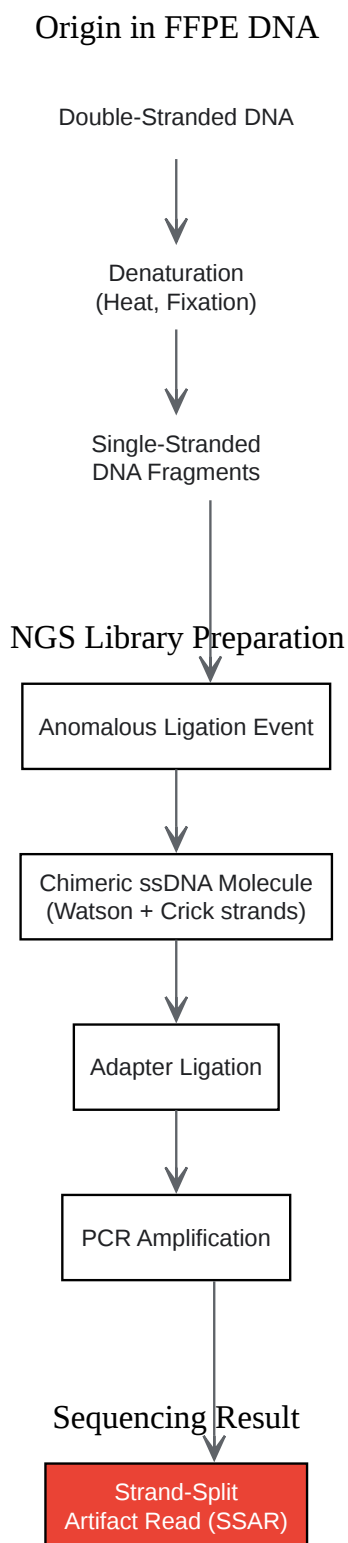 Origin in FFPE DNA
Double-Stranded DNA
Denaturation
(Heat, Fixation)
Single-Stranded
DNA Fragments
NGS Library Preparation
Anomalous Ligation Event
Chimeric ssDNA Molecule
(Watson + Crick strands)
Adapter Ligation
PCR Amplification
Sequencing Result
Strand-Split
Artifact Read (SSAR)